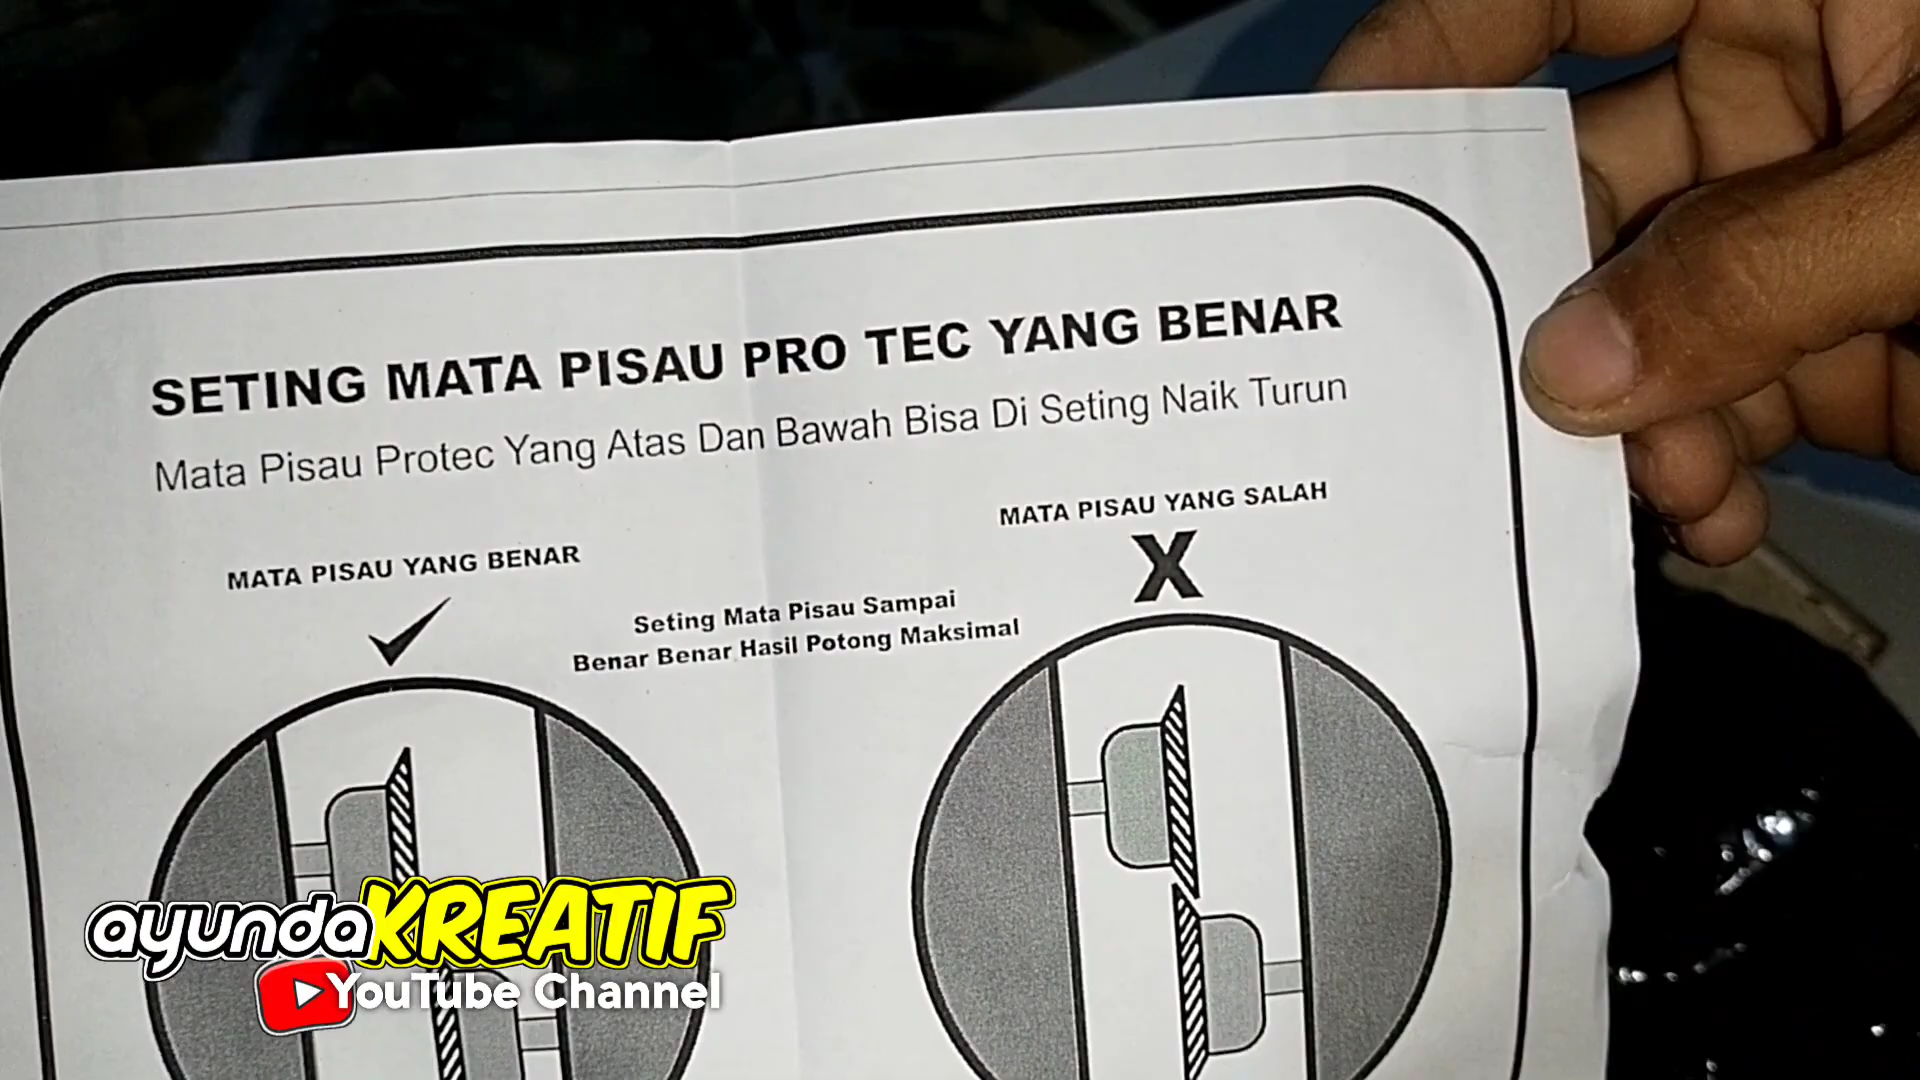 SETING MATA PISAU PRO TEC YANG BENAR
Mata Pisau Protec Yang Atas Dan Bawah Bisa Di Seting Naik Turun
MATA PISAU YANG BENAR
MATA PISAU YANG SALAH
X
Seting Mata Pisau Sampai
Benar Benar Hasil Potong Maksimal
ayundaKREATIF
YouTube Channel